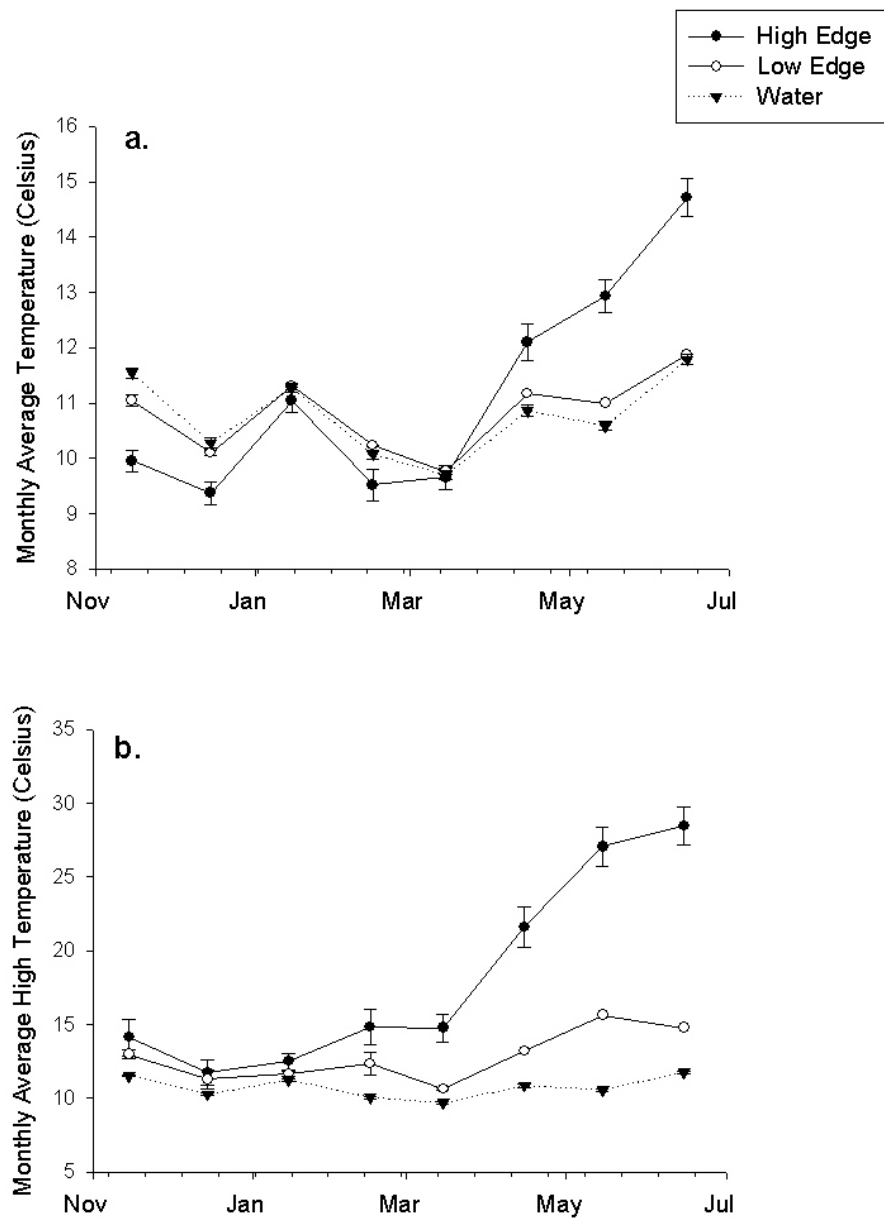 High Edge
Low Edge
Water
a.
Monthly Average Temperature (Celsius)
16
15
14
13
12
11
10
9
8
Nov Jan Mar May Jul
b.
Monthly Average High Temperature (Celsius)
35
30
25
20
15
10
5
Nov Jan Mar May Jul